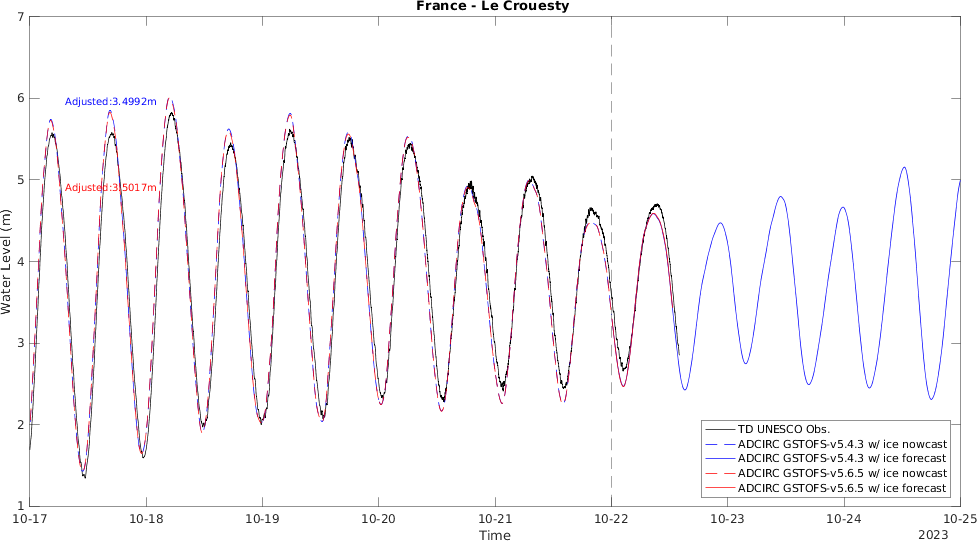 France - Le Crouesty
7
6
5
4
3
2
1
Water Level (m)
Adjusted:3.4992m
Adjusted:3.5017m
TD UNESCO Obs.
ADCIRC GSTOFS-v5.4.3 w/ ice nowcast
ADCIRC GSTOFS-v5.4.3 w/ ice forecast
ADCIRC GSTOFS-v5.6.5 w/ ice nowcast
ADCIRC GSTOFS-v5.6.5 w/ ice forecast
10-17 10-18 10-19 10-20 10-21 10-22 10-23 10-24 10-25
Time
2023